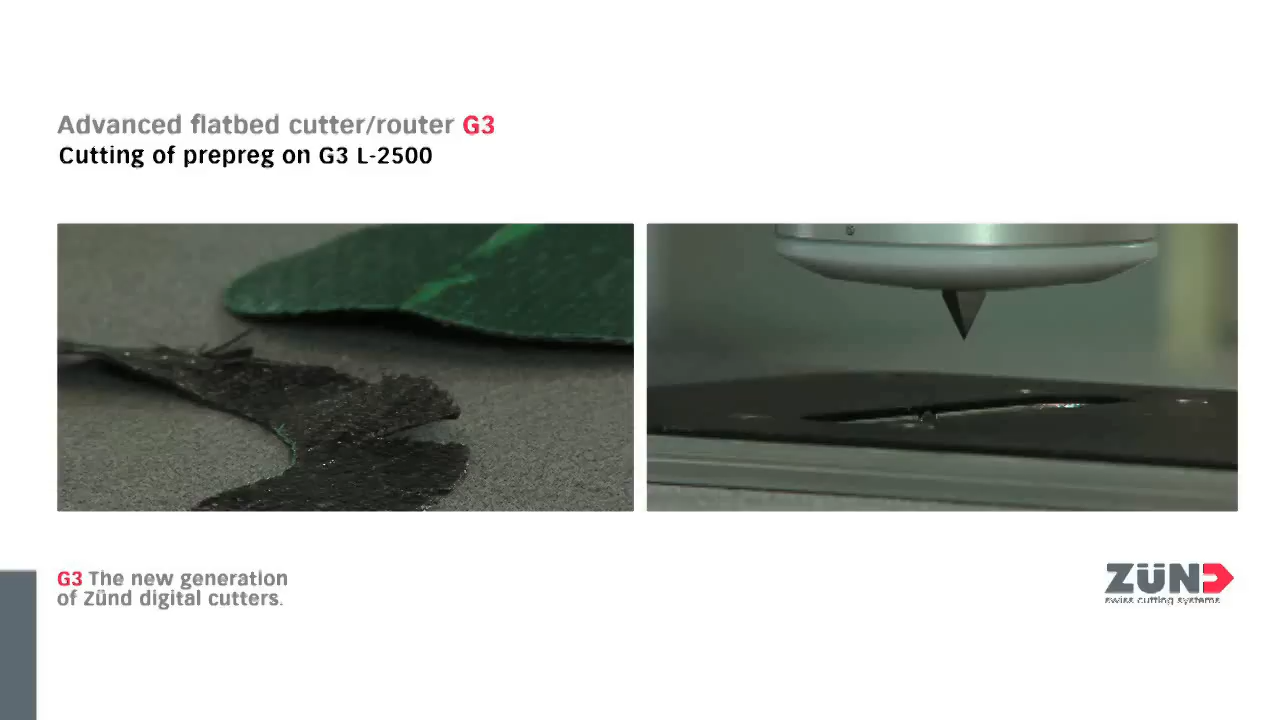 Advanced flatbed cutter/router G3
Cutting of prepreg on G3 L-2500
G3 The new generation
of Zünd digital cutters.
ZÜND
swiss cutting systems